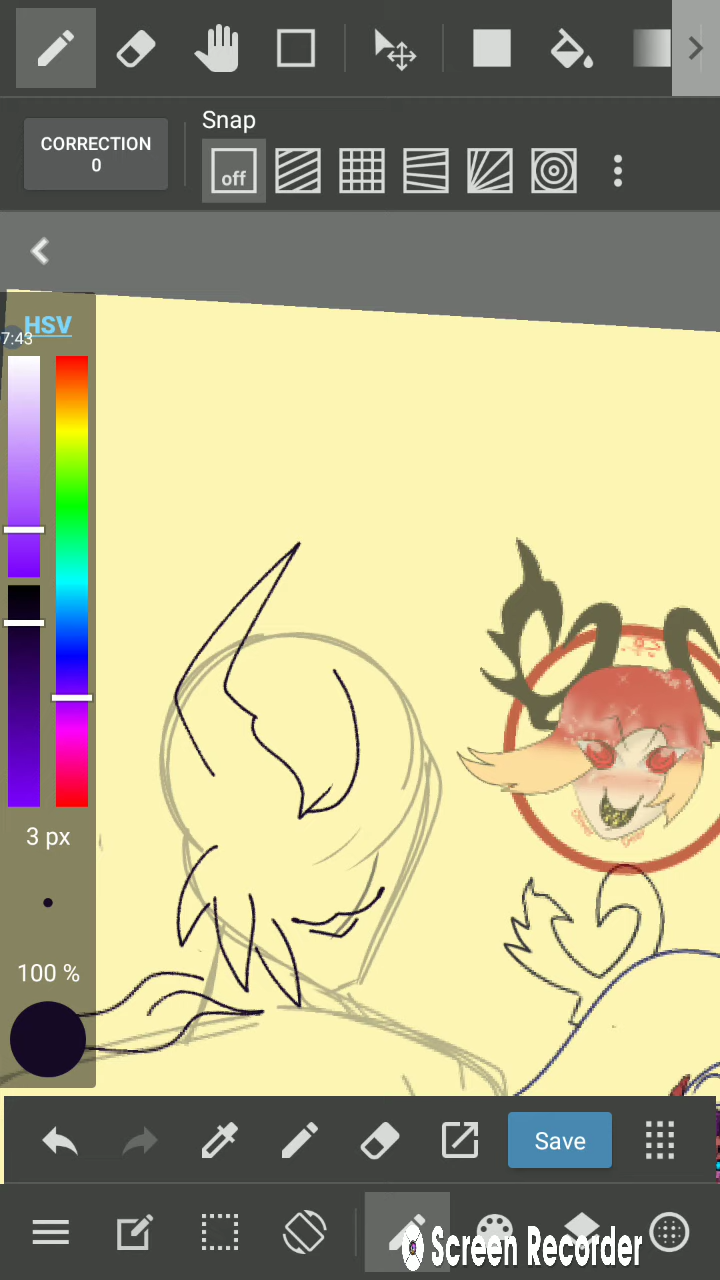 Snap
CORRECTION
0
off
HSV
7:43
3 px
100 %
Save
Screen Recorder